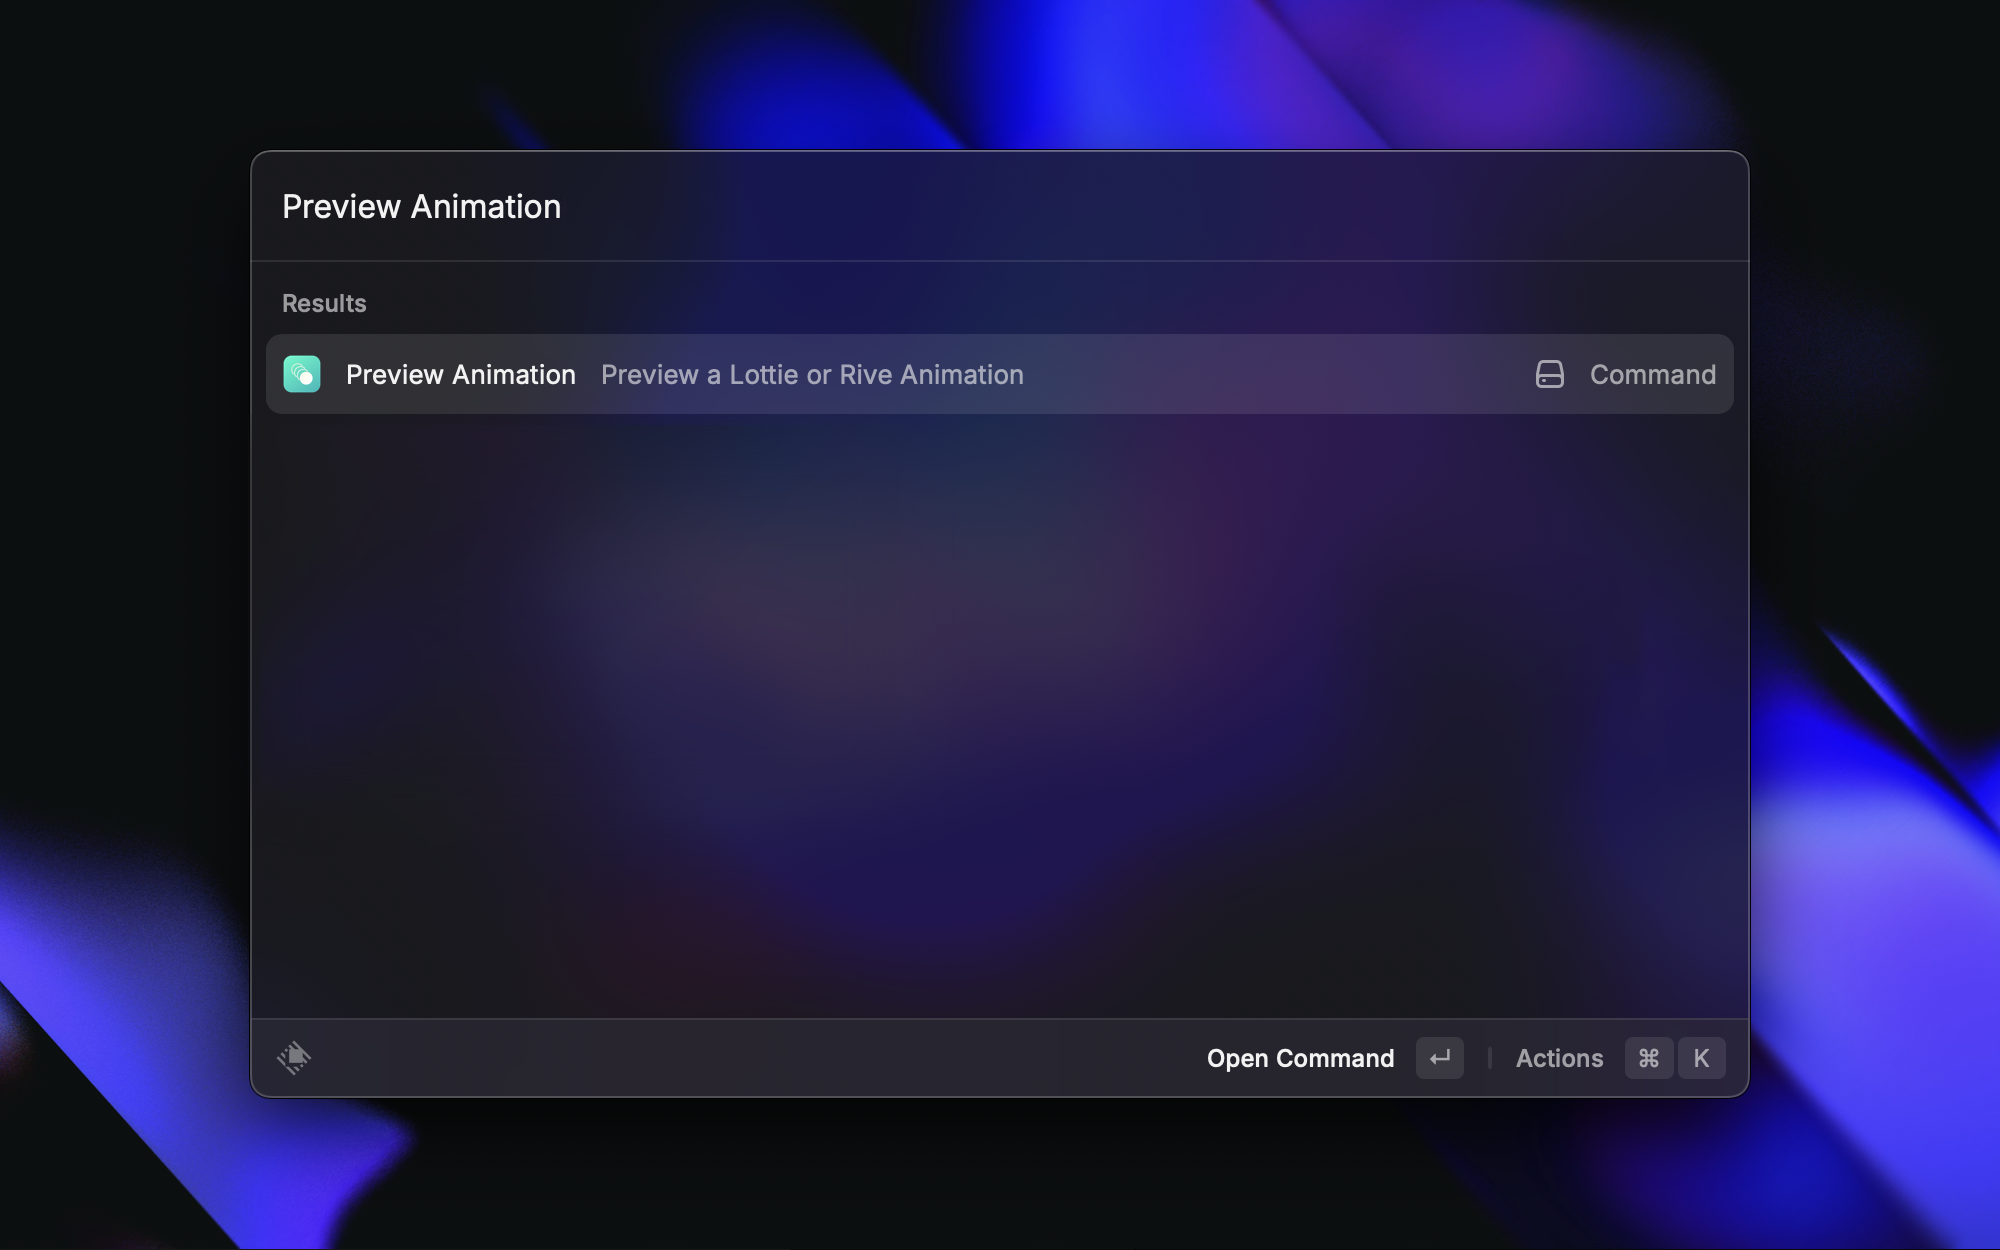 Preview Animation
Results
Preview Animation Preview a Lottie or Rive Animation Command
Open Command ↵ Actions ⌘ K